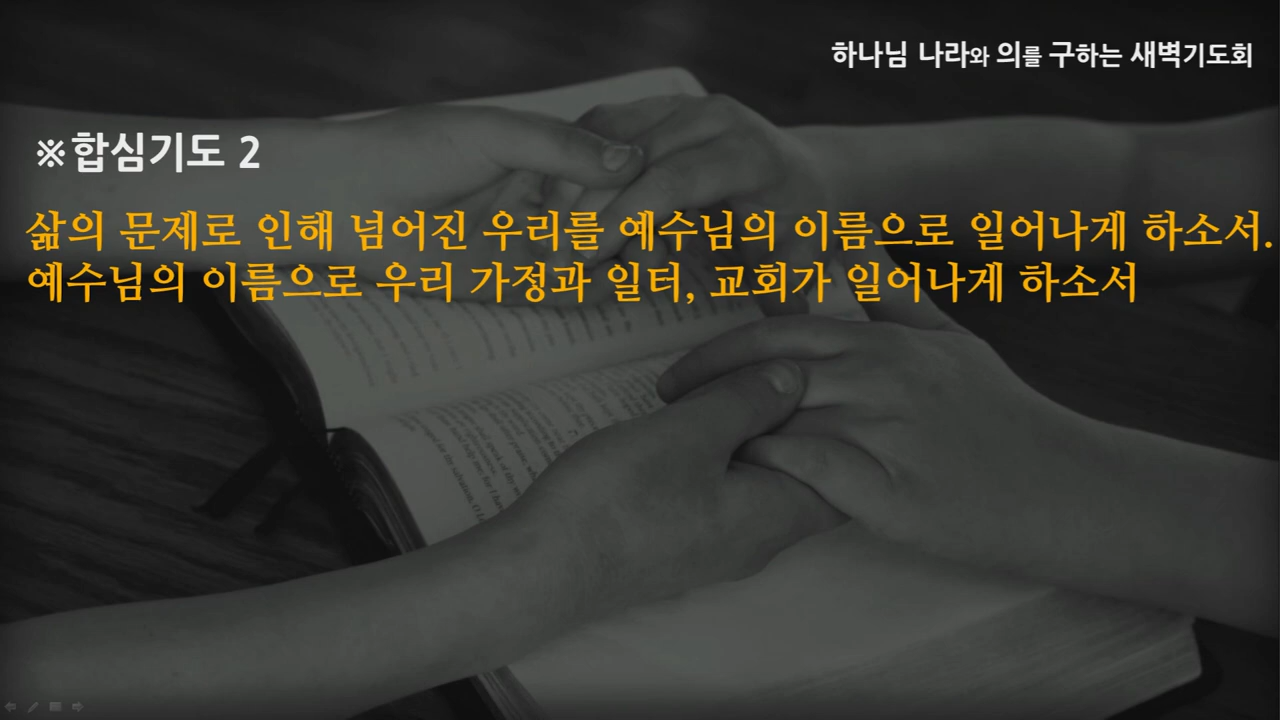 하나님 나라와 의를 구하는 새벽기도회
※합심기도 2
삶의 문제로 인해 넘어진 우리를 예수님의 이름으로 일어나게 하소서.
예수님의 이름으로 우리 가정과 일터, 교회가 일어나게 하소서